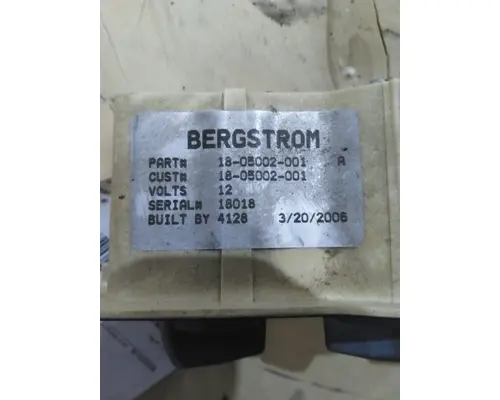 BERGSTROM
PART# 18-05002-001 A
CUST# 18-05002-001
VOLTS 12
SERIAL# 18018
BUILT BY 4128 3/20/2006